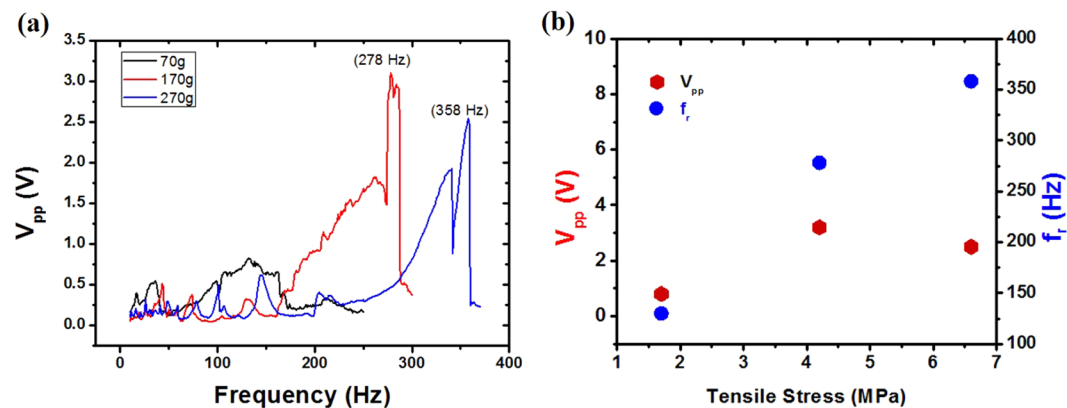 (a)
3.5
3.0
2.5
2.0
1.5
1.0
0.5
0.0
Vpp (V)
70g
170g
270g
(278 Hz)
(358 Hz)
0 100 200 300 400
Frequency (Hz)
(b)
10
8
6
4
2
0
Vpp (V)
Vpp
fr
400
350
300
250
200
150
100
fr (Hz)
1 2 3 4 5 6 7
Tensile Stress (MPa)